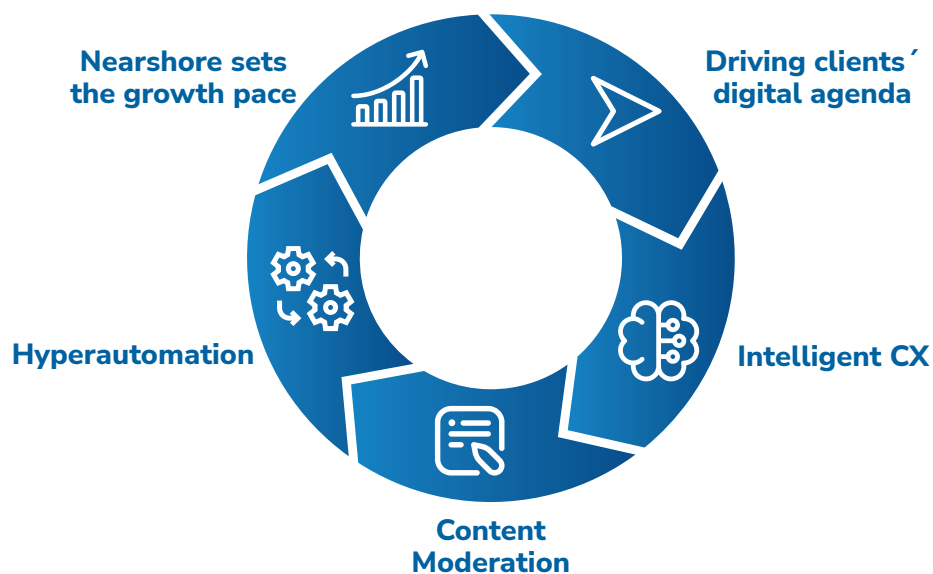 Nearshore sets
the growth pace
Driving clients´
digital agenda
Hyperautomation
Intelligent CX
Content
Moderation